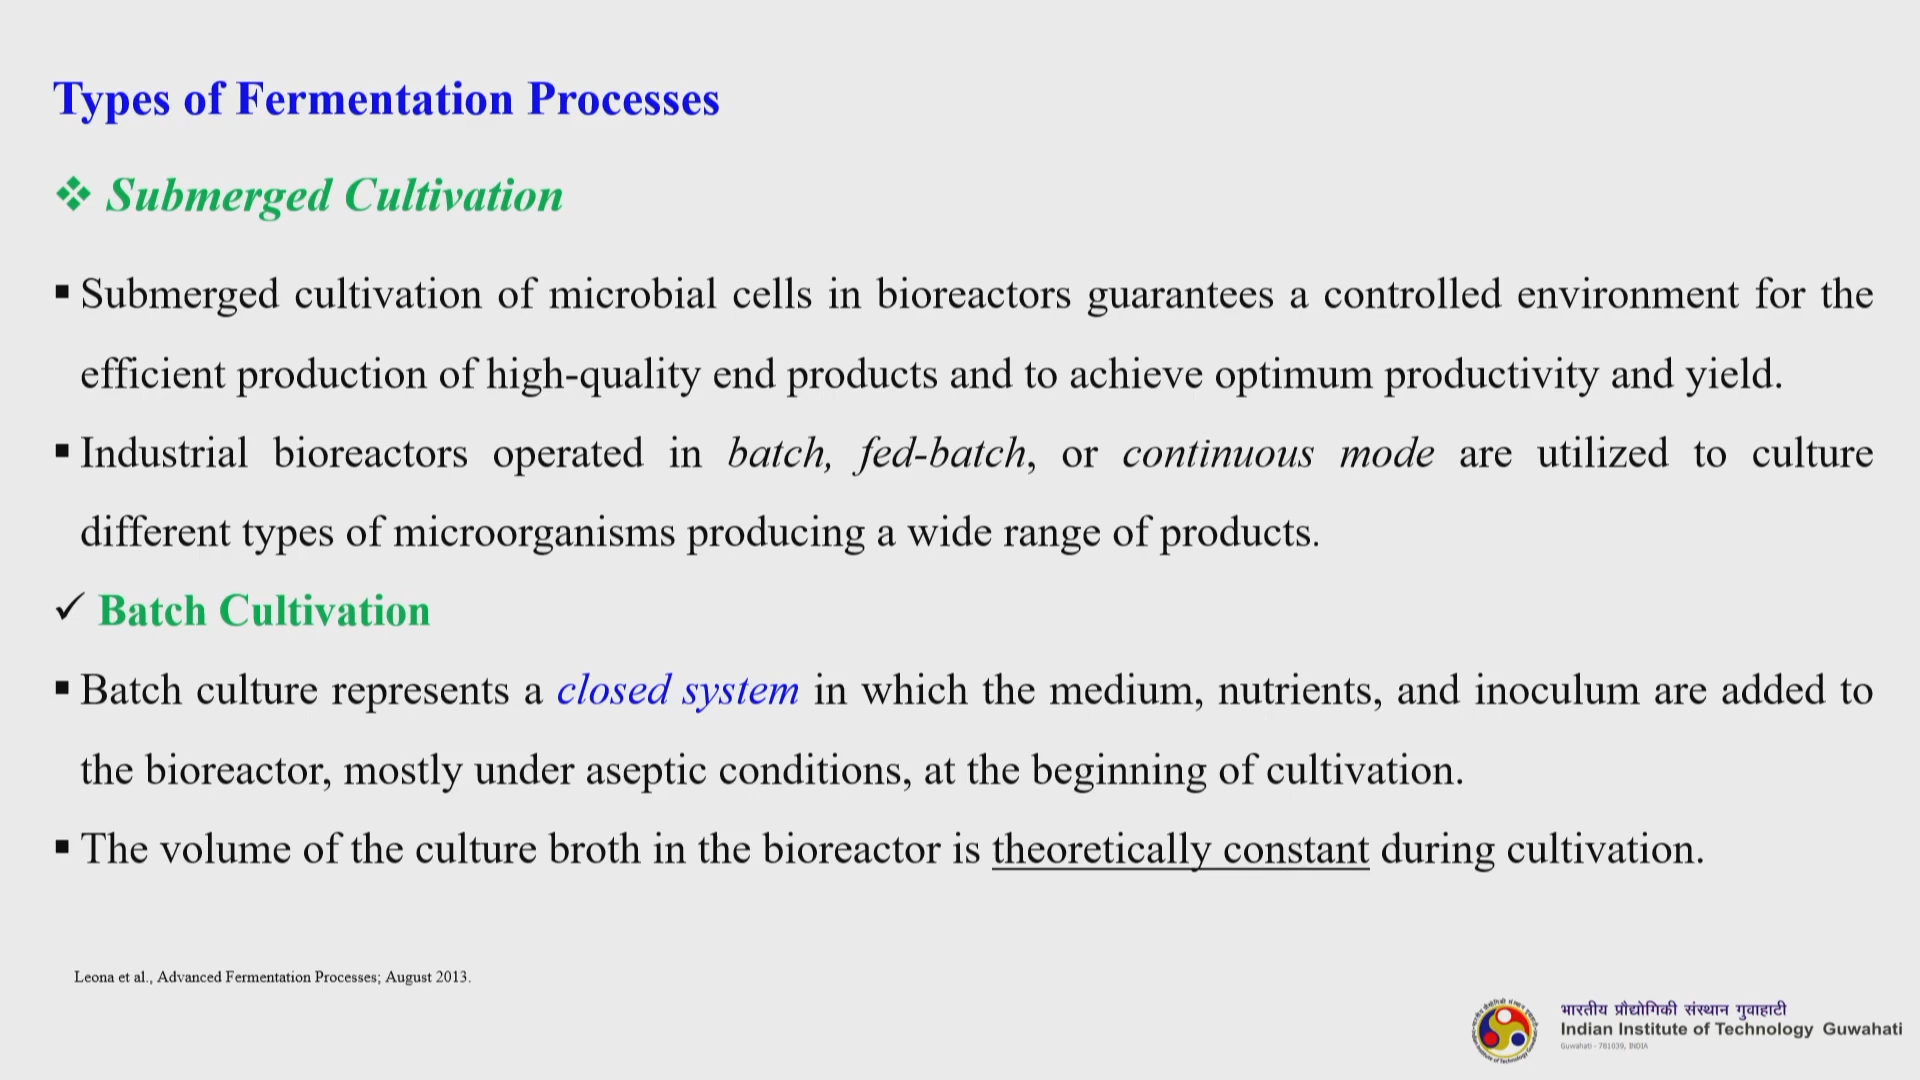 Types of Fermentation Processes
Submerged Cultivation
Submerged cultivation of microbial cells in bioreactors guarantees a controlled environment for the
efficient production of high-quality end products and to achieve optimum productivity and yield.
Industrial bioreactors operated in batch, fed-batch, or continuous mode are utilized to culture
different types of microorganisms producing a wide range of products.
Batch Cultivation
Batch culture represents a closed system in which the medium, nutrients, and inoculum are added to
the bioreactor, mostly under aseptic conditions, at the beginning of cultivation.
The volume of the culture broth in the bioreactor is theoretically constant during cultivation.
Leona et al., Advanced Fermentation Processes; August 2013.
भारतीय प्रौद्योगिकी संस्थान गुवाहाटी
Indian Institute of Technology Guwahati
Guwahati - 781039, INDIA